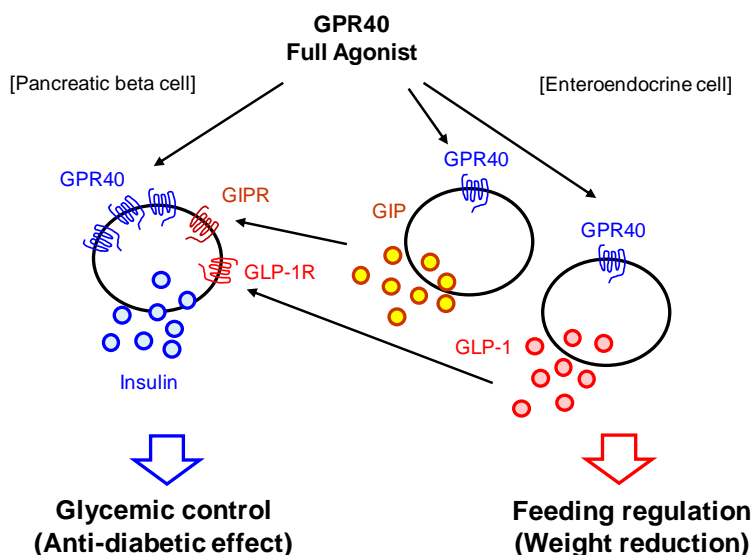 GPR40
Full Agonist
[Pancreatic beta cell]
[Enteroendocrine cell]
GPR40
GPR40
GIPR
GIP
GPR40
GLP-1R
GLP-1
Insulin
Glycemic control
(Anti-diabetic effect)
Feeding regulation
(Weight reduction)